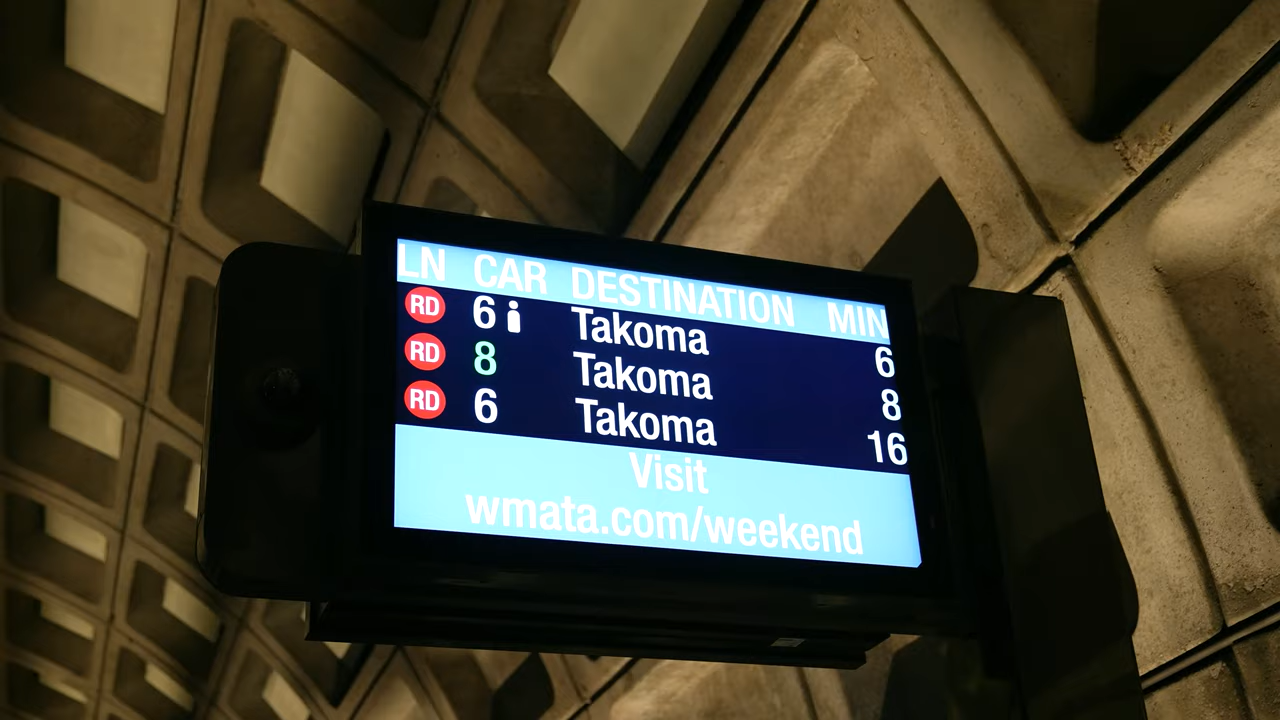 LN CAR DESTINATION MIN
RD 6 Takoma 6
RD 8 Takoma 8
RD 6 Takoma 16
Visit
wmata.com/weekend